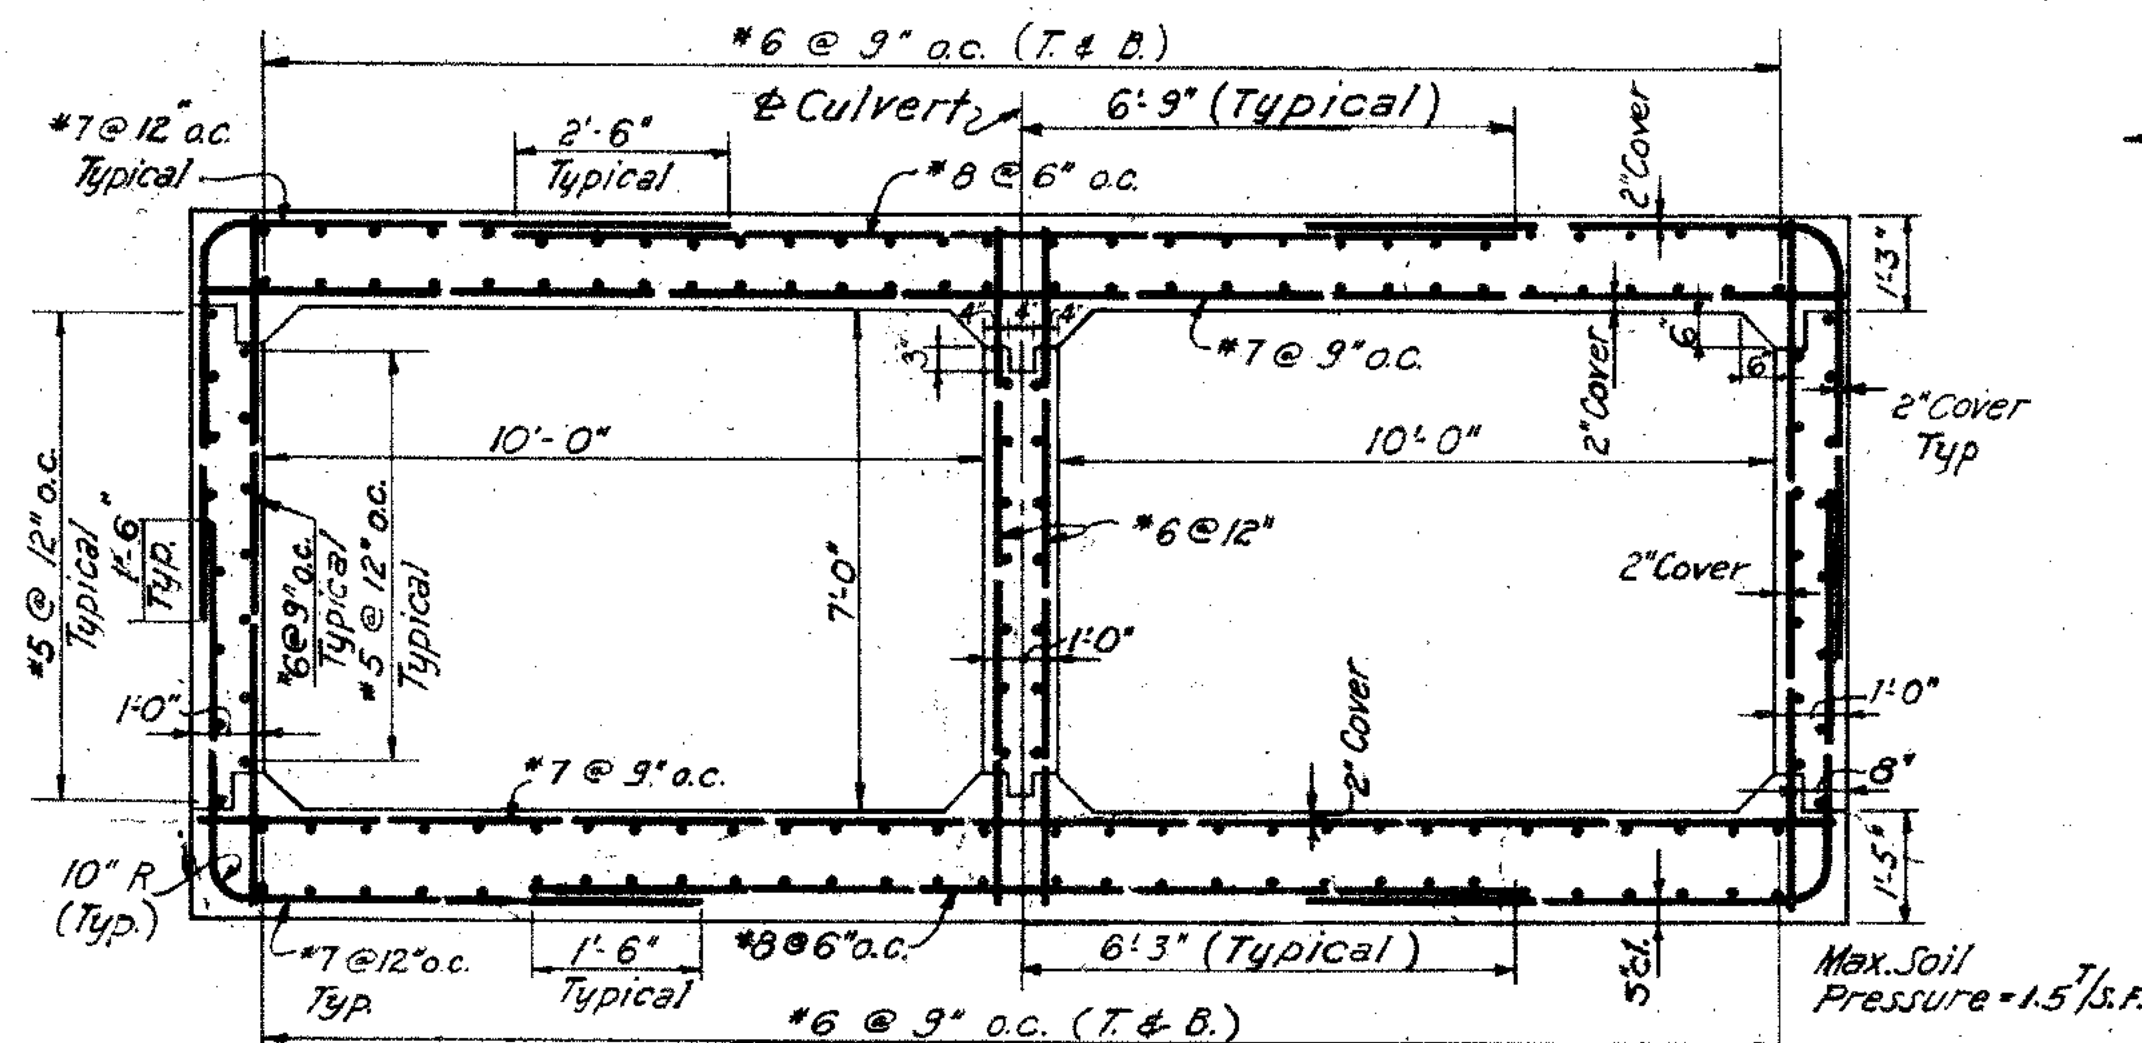 #6 @ 9" o.c. (T. & B.)
℄ Culvert
6'-9" (Typical)
#7 @ 12" o.c.
Typical
2'-6"
Typical
#8 @ 6" o.c.
2" Cover
1'-3"
4" 4" 4"
3"
#7 @ 9" o.c.
2" Cover
6"
6"
2" Cover
Typ
10'-0"
10'-0"
#5 @ 12" o.c.
Typical
1'-6"
Typ.
#6 @ 9" o.c.
Typical
#5 @ 12" o.c.
Typical
7'-0"
#6 @ 12"
2" Cover
1'-0"
1'-0"
1'-0"
2" Cover
8"
#7 @ 9" o.c.
1'-5"
10" R
(Typ.)
#7 @ 12" o.c.
Typ.
1'-6"
Typical
#8 @ 6" o.c.
6'-3" (Typical)
cl.
Max. Soil
Pressure = 1.5 T/S.F.
#6 @ 9" o.c. (T. & B.)